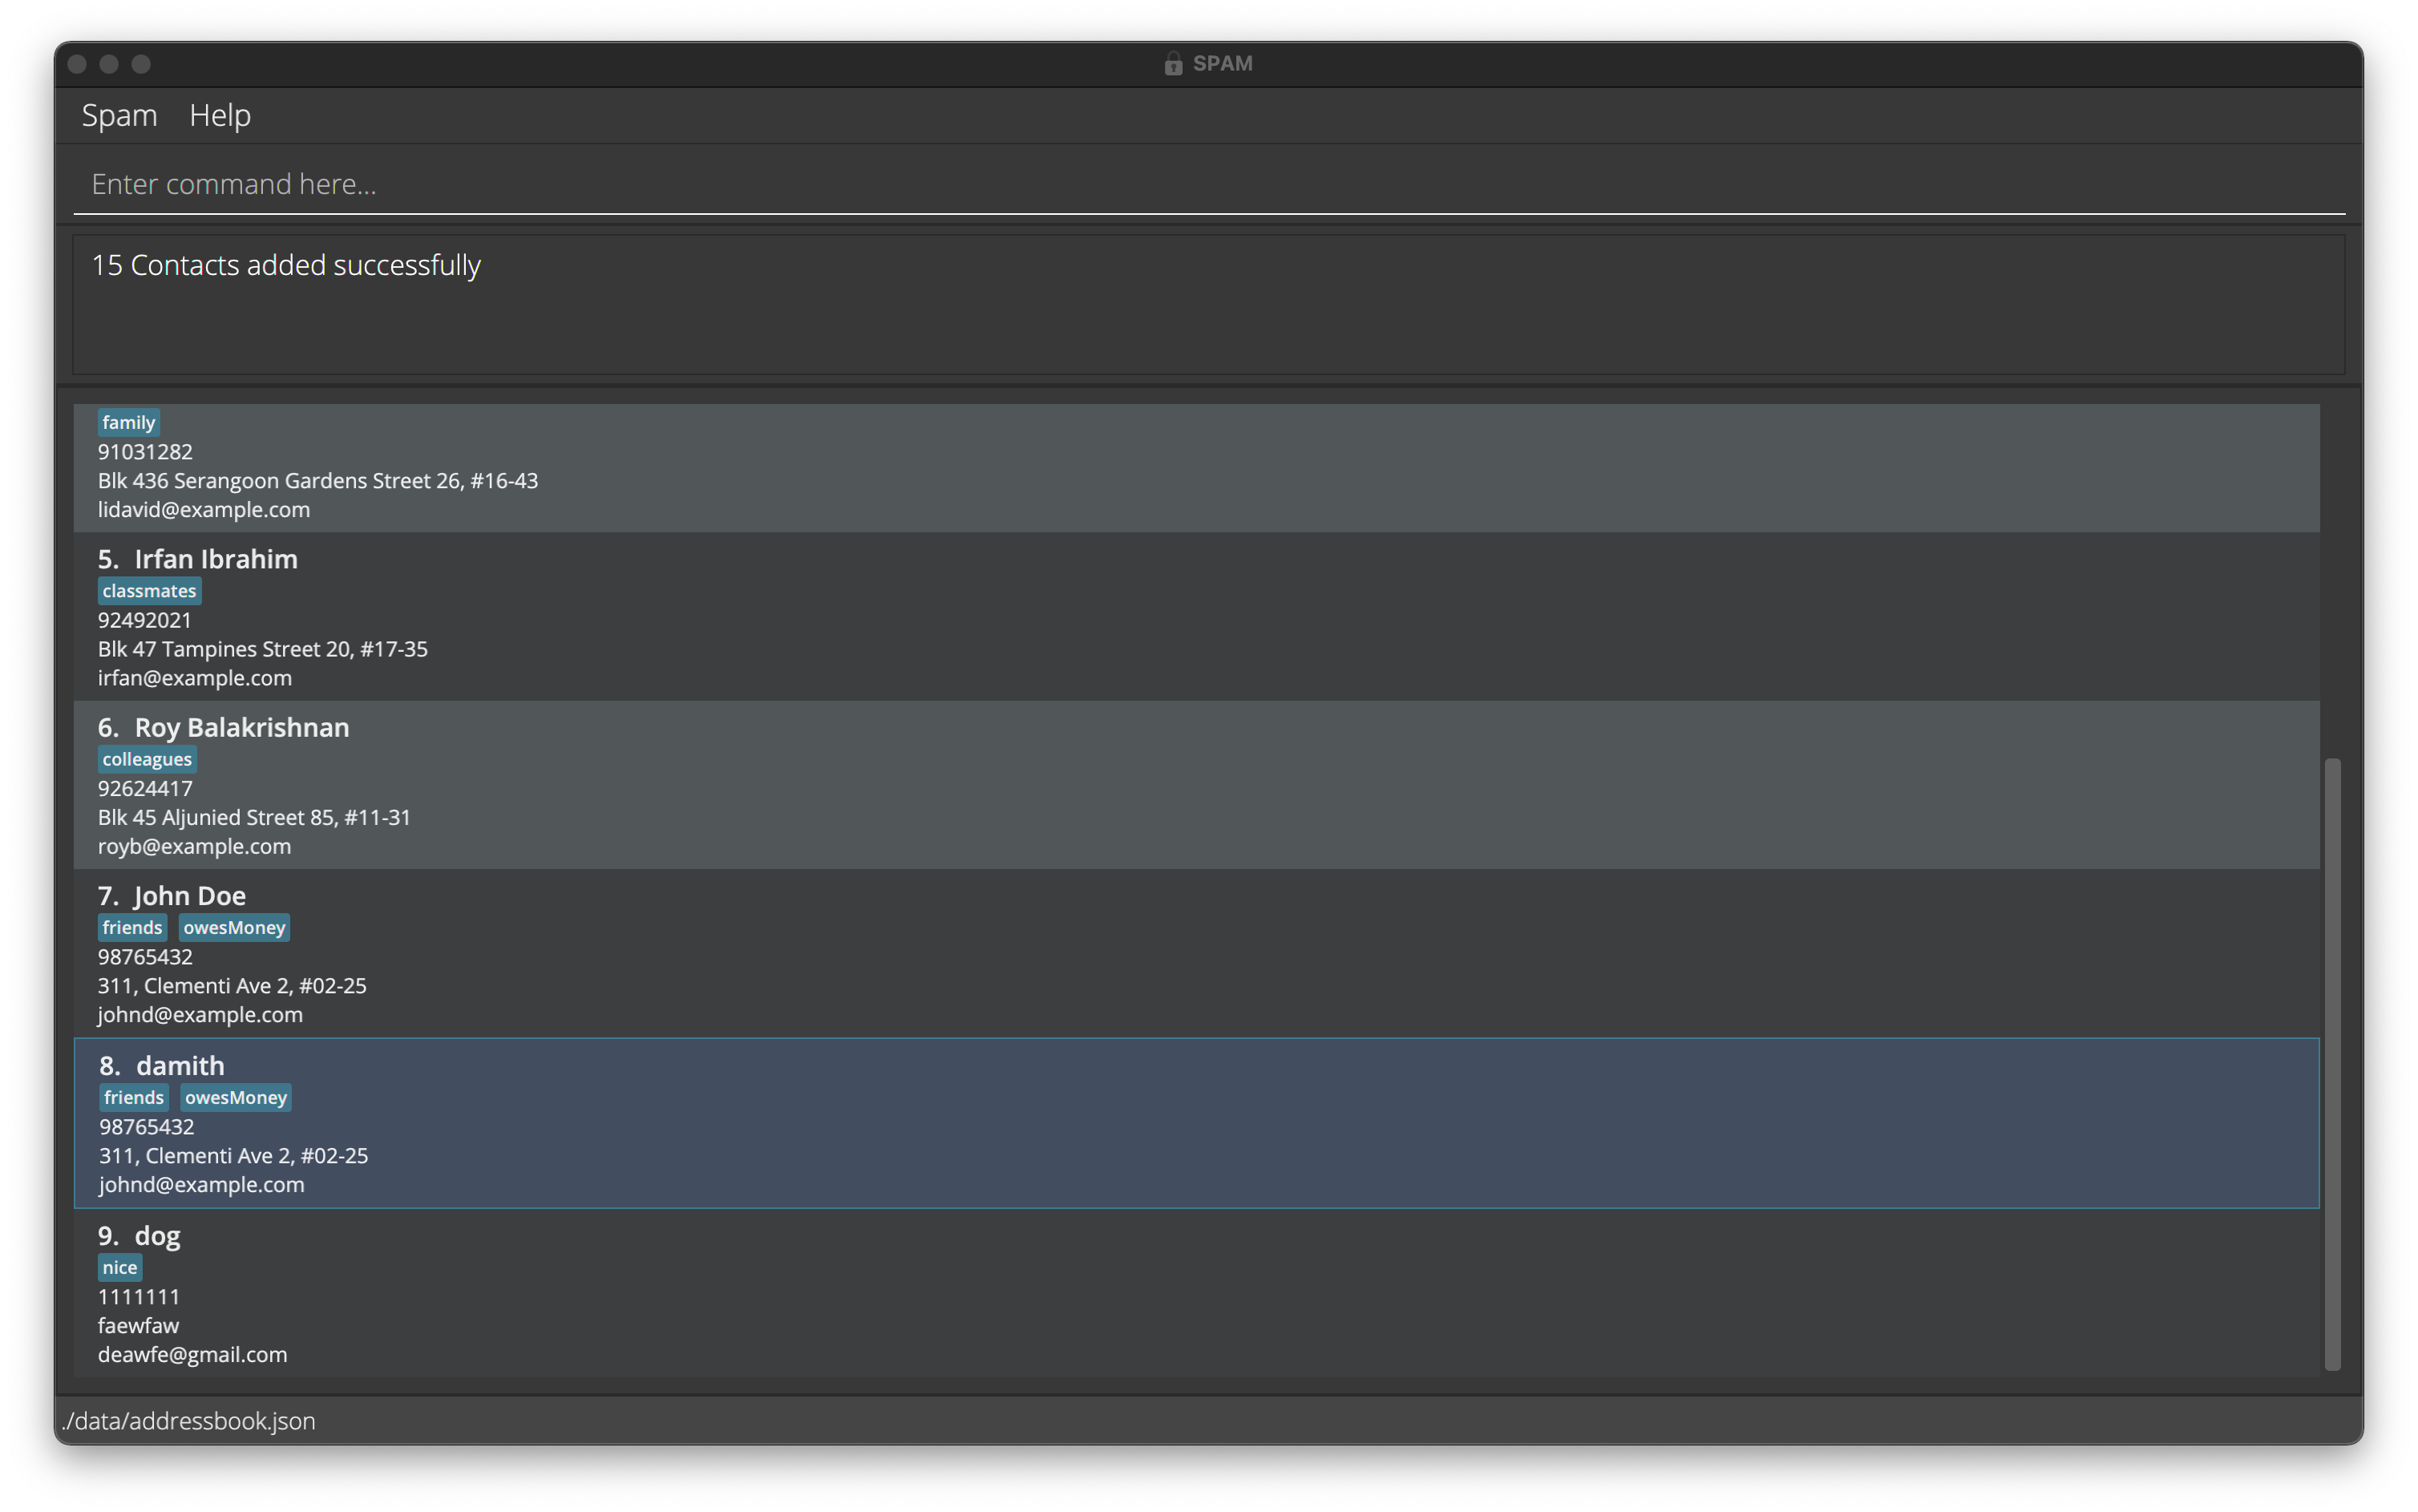 SPAM
Spam Help
Enter command here...
15 Contacts added successfully
family
91031282
Blk 436 Serangoon Gardens Street 26, #16-43
lidavid@example.com
5. Irfan Ibrahim
classmates
92492021
Blk 47 Tampines Street 20, #17-35
irfan@example.com
6. Roy Balakrishnan
colleagues
92624417
Blk 45 Aljunied Street 85, #11-31
royb@example.com
7. John Doe
friends owesMoney
98765432
311, Clementi Ave 2, #02-25
johnd@example.com
8. damith
friends owesMoney
98765432
311, Clementi Ave 2, #02-25
johnd@example.com
9. dog
nice
1111111
faewfaw
deawfe@gmail.com
./data/addressbook.json